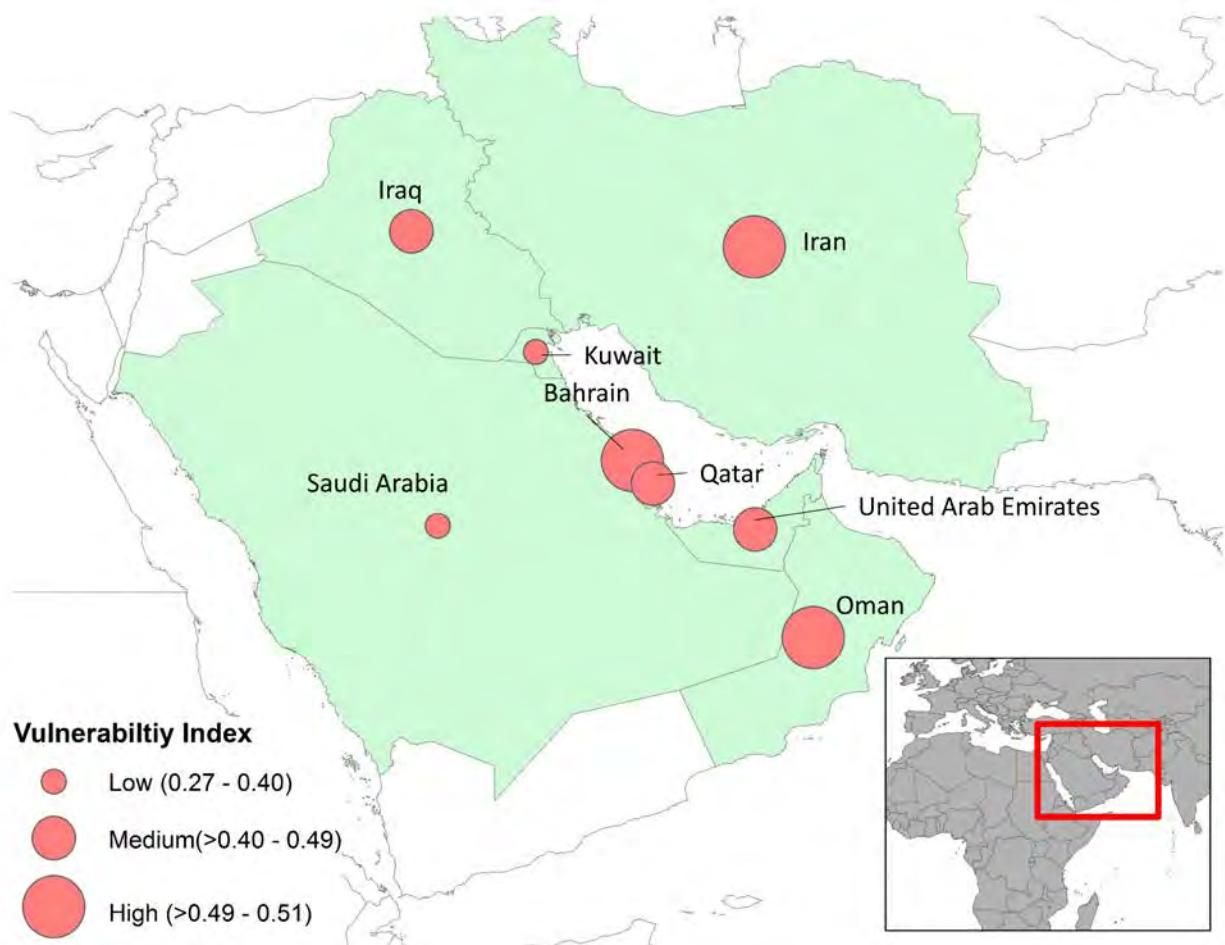 Iraq
Iran
Kuwait
Bahrain
Qatar
Saudi Arabia
United Arab Emirates
Oman
Vulnerabiltiy Index
Low (0.27 - 0.40)
Medium(>0.40 - 0.49)
High (>0.49 - 0.51)